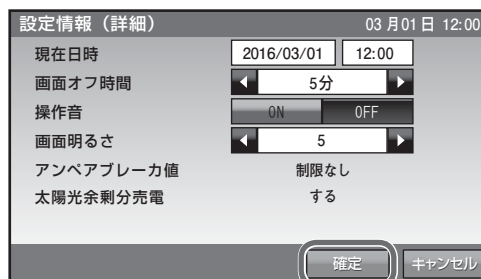 設定情報（詳細） 03月01日 12:00
現在日時 2016/03/01 12:00
画面オフ時間 5分
操作音 ON OFF
画面明るさ 5
アンペアブレーカ値 制限なし
太陽光余剰分売電 する
確定 キャンセル